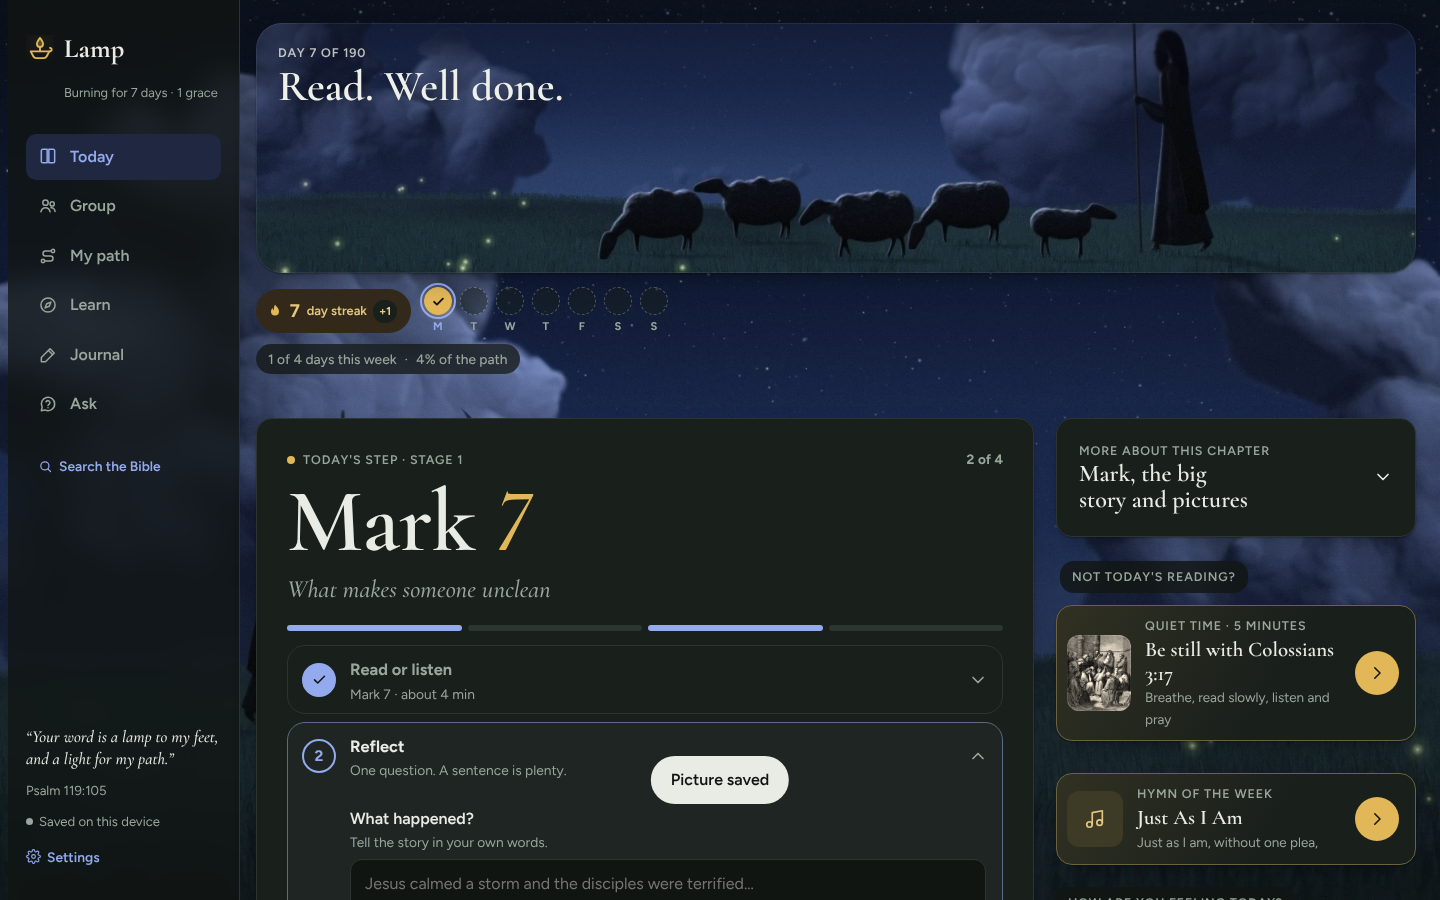 Lamp
Burning for 7 days · 1 grace
Today
Group
My path
Learn
Journal
Ask
Search the Bible
“Your word is a lamp to my feet,
and a light for my path.”
Psalm 119:105
Saved on this device
Settings
DAY 7 OF 190
Read. Well done.
7 day streak +1
M T W T F S S
1 of 4 days this week · 4% of the path
TODAY'S STEP · STAGE 1
2 of 4
Mark 7
What makes someone unclean
Read or listen
Mark 7 · about 4 min
2
Reflect
One question. A sentence is plenty.
Picture saved
What happened?
Tell the story in your own words.
Jesus calmed a storm and the disciples were terrified...
MORE ABOUT THIS CHAPTER
Mark, the big
story and pictures
NOT TODAY'S READING?
QUIET TIME · 5 MINUTES
Be still with Colossians
3:17
Breathe, read slowly, listen and
pray
HYMN OF THE WEEK
Just As I Am
Just as I am, without one plea,
HOW ARE YOU FEELING TODAY?